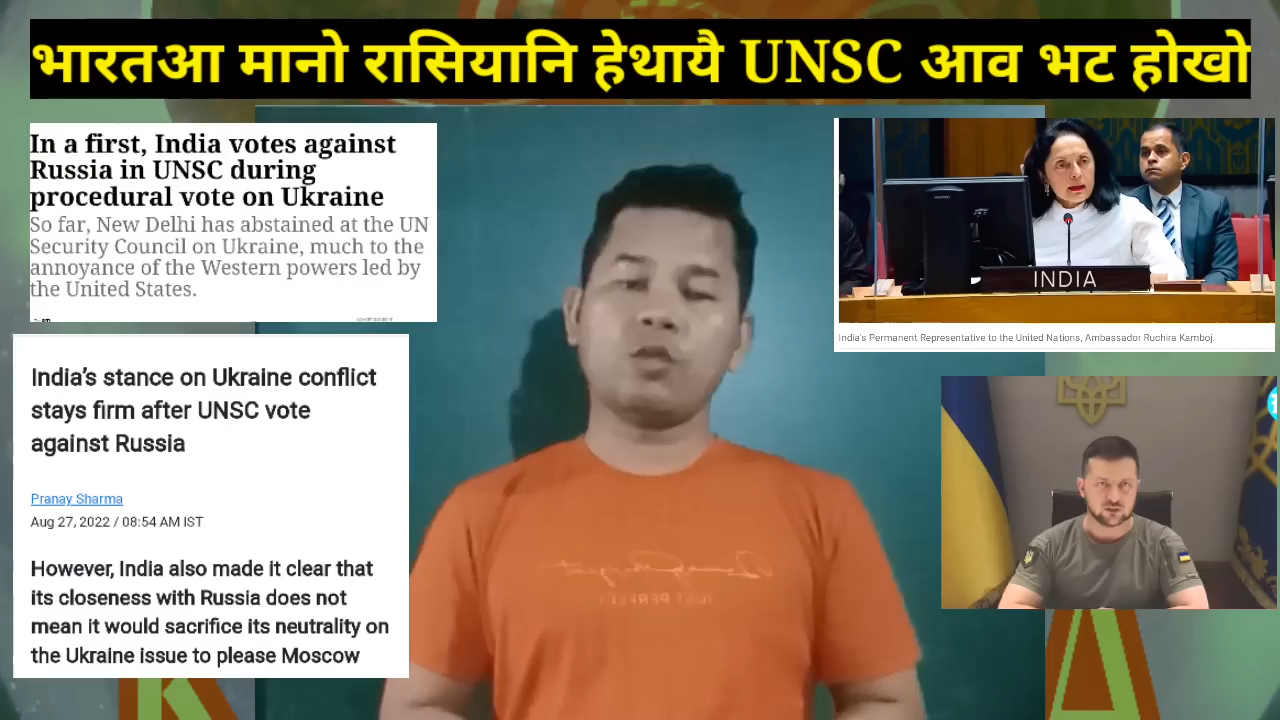 भारतआ मानो रासियानि हेथायै UNSC आव भट होखो
In a first, India votes against
Russia in UNSC during
procedural vote on Ukraine
So far, New Delhi has abstained at the UN
Security Council on Ukraine, much to the
annoyance of the Western powers led by
the United States.
India's stance on Ukraine conflict
stays firm after UNSC vote
against Russia
Pranay Sharma
Aug 27, 2022 / 08:54 AM IST
However, India also made it clear that
its closeness with Russia does not
mean it would sacrifice its neutrality on
the Ukraine issue to please Moscow
INDIA
India's Permanent Representative to the United Nations, Ambassador Ruchira Kamboj.
JUST PERFECT